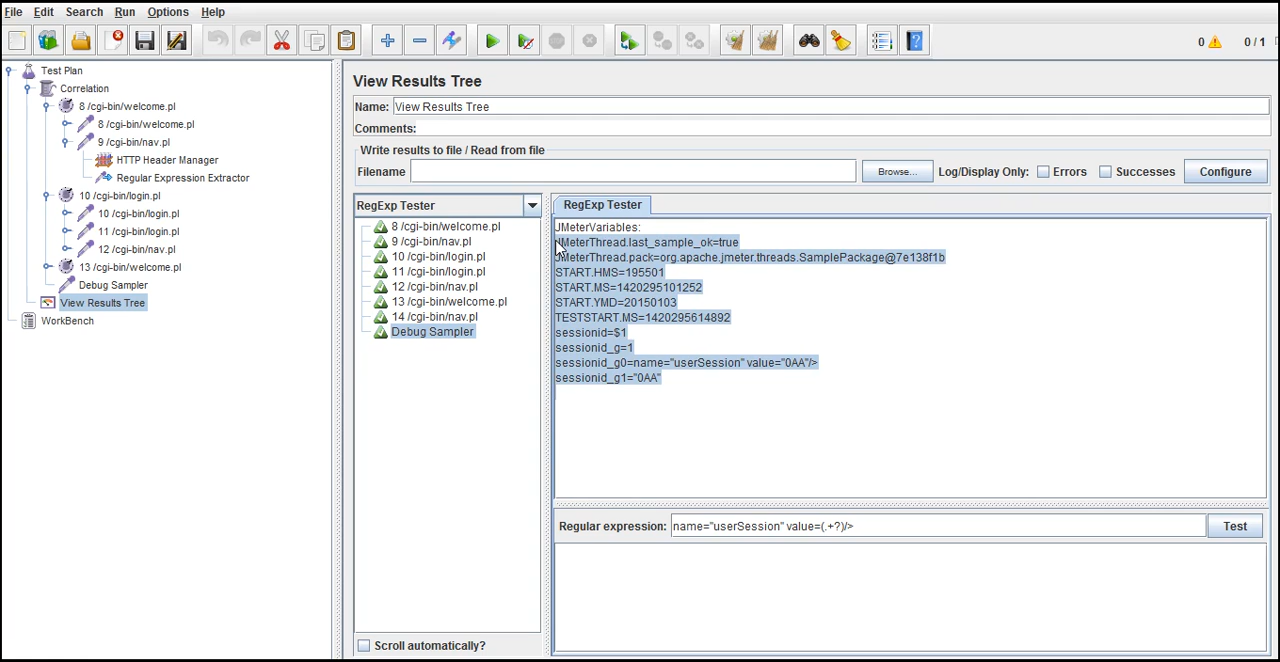 File Edit Search Run Options Help
0 0 / 1
Test Plan
Correlation
8 /cgi-bin/welcome.pl
8 /cgi-bin/welcome.pl
9 /cgi-bin/nav.pl
HTTP Header Manager
Regular Expression Extractor
10 /cgi-bin/login.pl
10 /cgi-bin/login.pl
11 /cgi-bin/login.pl
12 /cgi-bin/nav.pl
13 /cgi-bin/welcome.pl
Debug Sampler
View Results Tree
WorkBench
View Results Tree
Name: View Results Tree
Comments:
Write results to file / Read from file
Filename Browse... Log/Display Only: Errors Successes Configure
RegExp Tester
8 /cgi-bin/welcome.pl
9 /cgi-bin/nav.pl
10 /cgi-bin/login.pl
11 /cgi-bin/login.pl
12 /cgi-bin/nav.pl
13 /cgi-bin/welcome.pl
14 /cgi-bin/nav.pl
Debug Sampler
Scroll automatically?
RegExp Tester
JMeterVariables:
JMeterThread.last_sample_ok=true
JMeterThread.pack=org.apache.jmeter.threads.SamplePackage@7e138f1b
START.HMS=195501
START.MS=1420295101252
START.YMD=20150103
TESTSTART.MS=1420295614892
sessionid=$1
sessionid_g=1
sessionid_g0=name="userSession" value="0AA"/>
sessionid_g1="0AA"
Regular expression: name="userSession" value=(.+?)/> Test